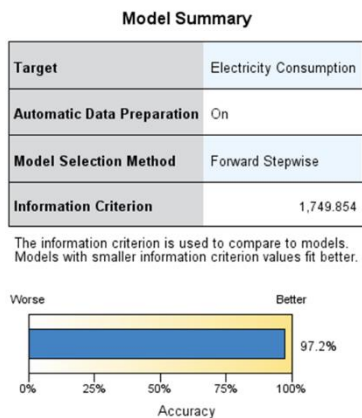 Model Summary
Target Electricity Consumption
Automatic Data Preparation On
Model Selection Method Forward Stepwise
Information Criterion 1,749.854
The information criterion is used to compare to models.
Models with smaller information criterion values fit better.
Worse Better
97.2%
0% 25% 50% 75% 100%
Accuracy